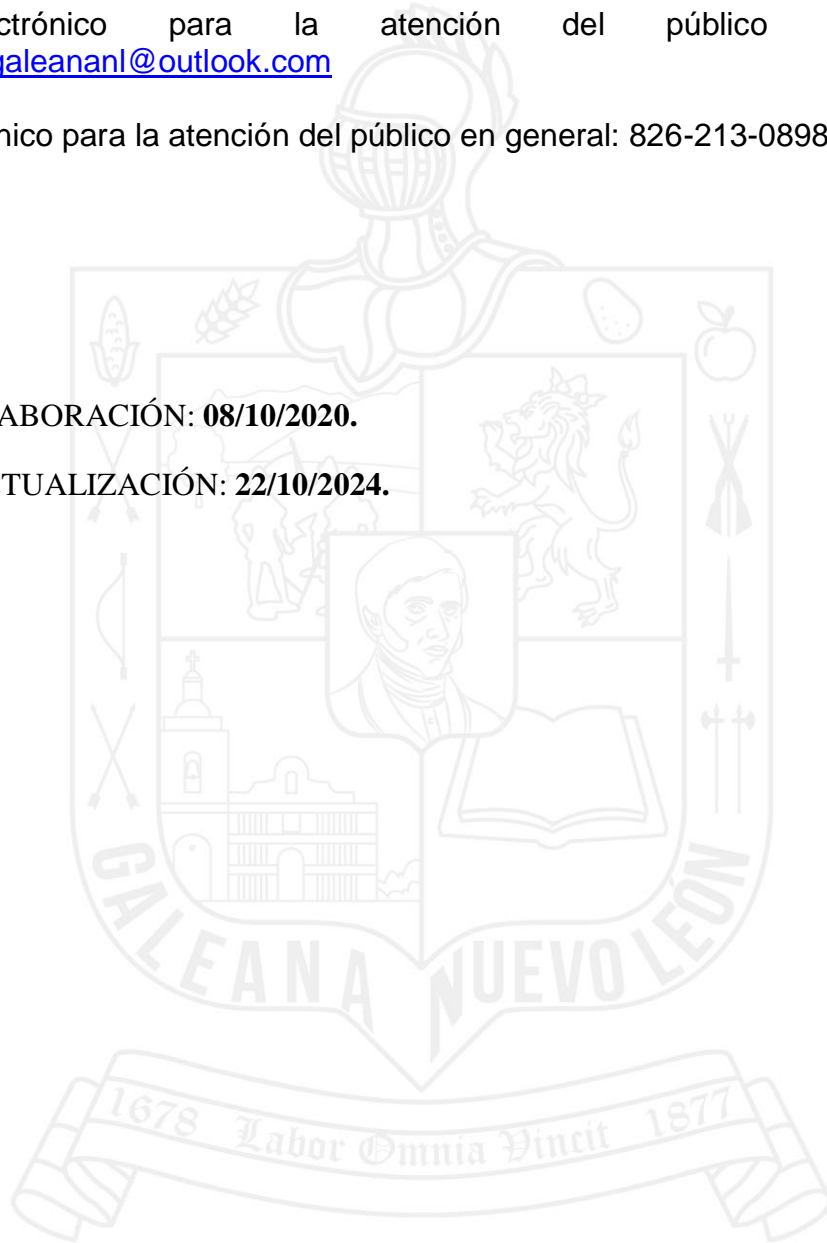 ctrónico para la atención del público
galeananl@outlook.com
nico para la atención del público en general: 826-213-0898
ABORACIÓN: 08/10/2020.
CTUALIZACIÓN: 22/10/2024.
GALEANA NUEVO LEÓN
1678 Labor Omnia Vincit 1877